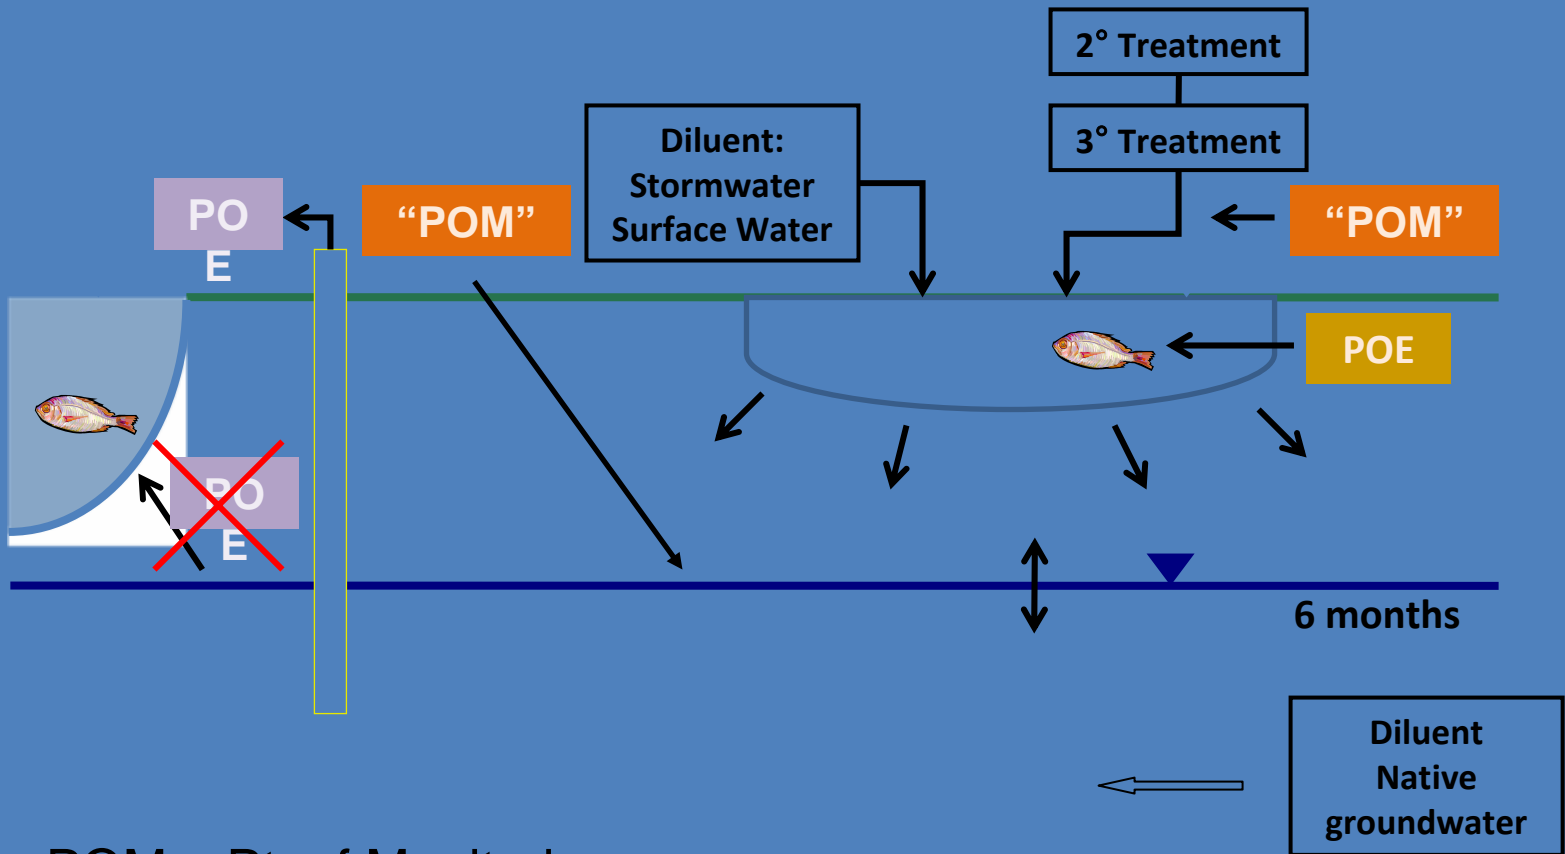 2° Treatment
3° Treatment
Diluent:
Stormwater
Surface Water
PO
E
“POM”
“POM”
POE
PO
E
6 months
Diluent
Native
groundwater